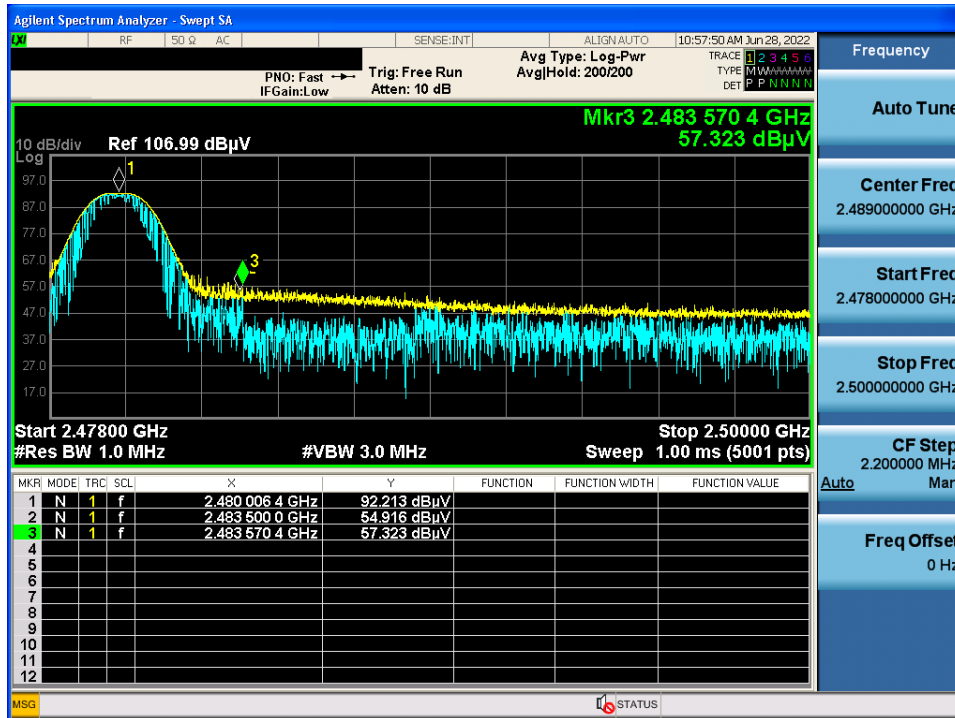 Agilent Spectrum Analyzer - Swept SA
LXI RF 50 Ω AC SENSE:INT ALIGN AUTO 10:57:50 AM Jun 28, 2022
Frequency
PNO: Fast Trig: Free Run Avg Type: Log-Pwr TRACE 1 2 3 4 5 6
IFGain:Low Atten: 10 dB Avg|Hold: 200/200 TYPE M W W W W W
DET P P N N N N
Auto Tune
Mkr3 2.483 570 4 GHz
57.323 dBµV
10 dB/div Ref 106.99 dBµV
Log
97.0
87.0
77.0
67.0
57.0
47.0
37.0
27.0
17.0
1
3
Center Freq
2.489000000 GHz
Start Freq
2.478000000 GHz
Stop Freq
2.500000000 GHz
Start 2.47800 GHz Stop 2.50000 GHz
#Res BW 1.0 MHz #VBW 3.0 MHz Sweep 1.00 ms (5001 pts)
CF Step
2.200000 MHz
Auto Man
MKR MODE TRC SCL X Y FUNCTION FUNCTION WIDTH FUNCTION VALUE
1 N 1 f 2.480 006 4 GHz 92.213 dBµV
2 N 1 f 2.483 500 0 GHz 54.916 dBµV
3 N 1 f 2.483 570 4 GHz 57.323 dBµV
4
5
6
7
8
9
10
11
12
Freq Offset
0 Hz
MSG STATUS